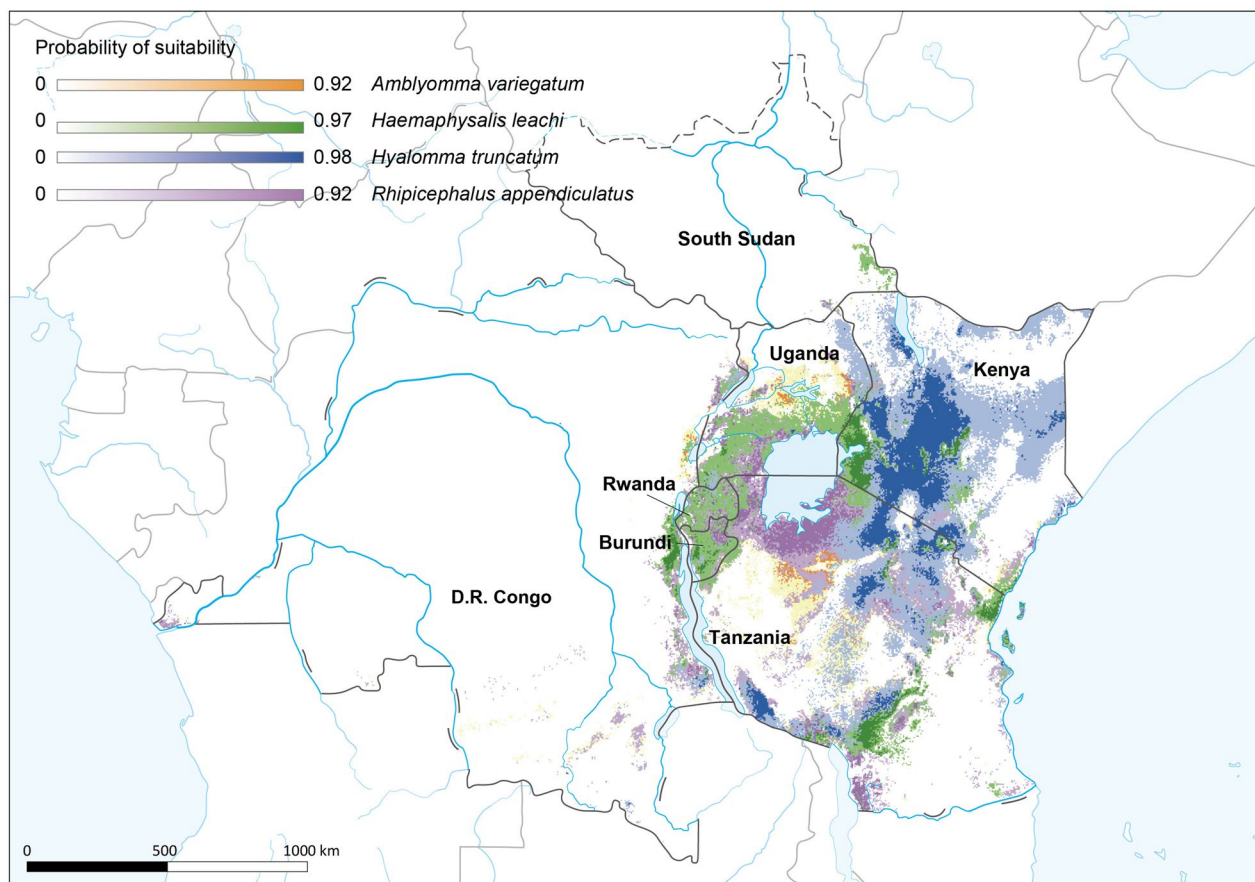 Probability of suitability
0 0.92 Amblyomma variegatum
0 0.97 Haemaphysalis leachi
0 0.98 Hyalomma truncatum
0 0.92 Rhipicephalus appendiculatus
South Sudan
Uganda
Kenya
Rwanda
Burundi
D.R. Congo
Tanzania
0 500 1000 km